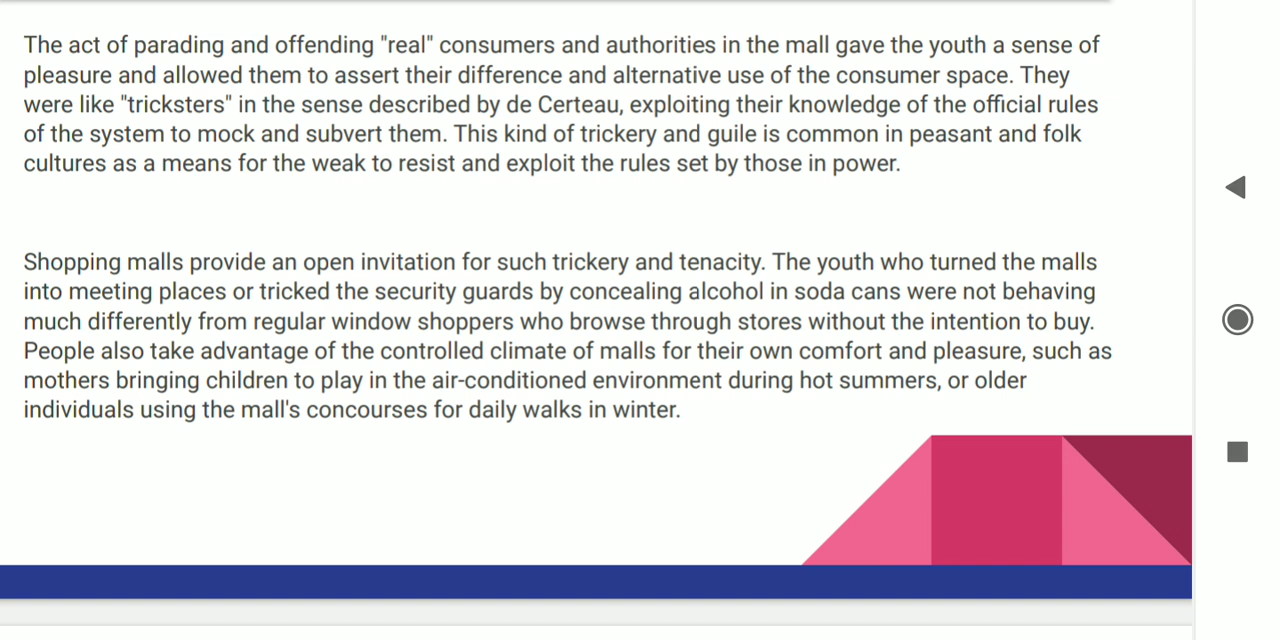 The act of parading and offending "real" consumers and authorities in the mall gave the youth a sense of
pleasure and allowed them to assert their difference and alternative use of the consumer space. They
were like "tricksters" in the sense described by de Certeau, exploiting their knowledge of the official rules
of the system to mock and subvert them. This kind of trickery and guile is common in peasant and folk
cultures as a means for the weak to resist and exploit the rules set by those in power.
Shopping malls provide an open invitation for such trickery and tenacity. The youth who turned the malls
into meeting places or tricked the security guards by concealing alcohol in soda cans were not behaving
much differently from regular window shoppers who browse through stores without the intention to buy.
People also take advantage of the controlled climate of malls for their own comfort and pleasure, such as
mothers bringing children to play in the air-conditioned environment during hot summers, or older
individuals using the mall's concourses for daily walks in winter.